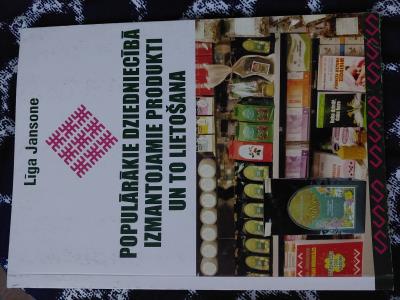 Līga Jansone
POPULĀRĀKIE DZIEDNIECĪBĀ
IZMANTOJAMIE PRODUKTI
UN TO LIETOŠANA